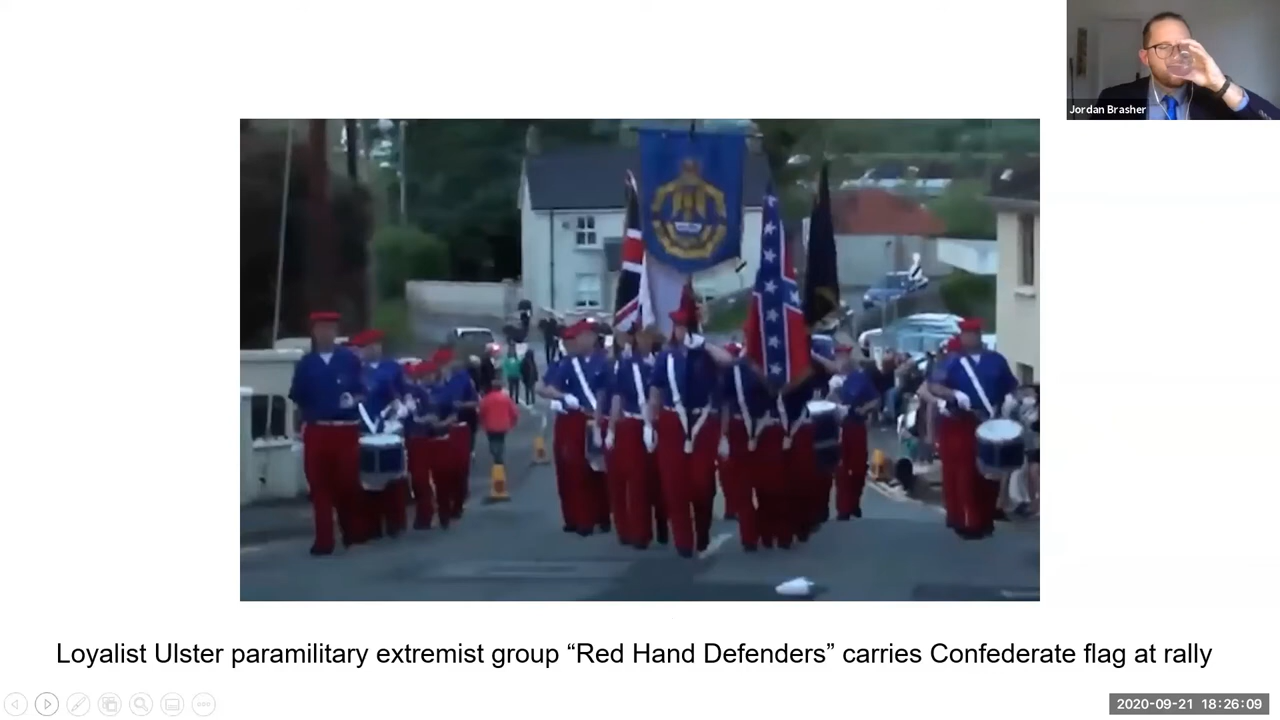 Jordan Brasher
Loyalist Ulster paramilitary extremist group “Red Hand Defenders” carries Confederate flag at rally
2020-09-21 18:26:09